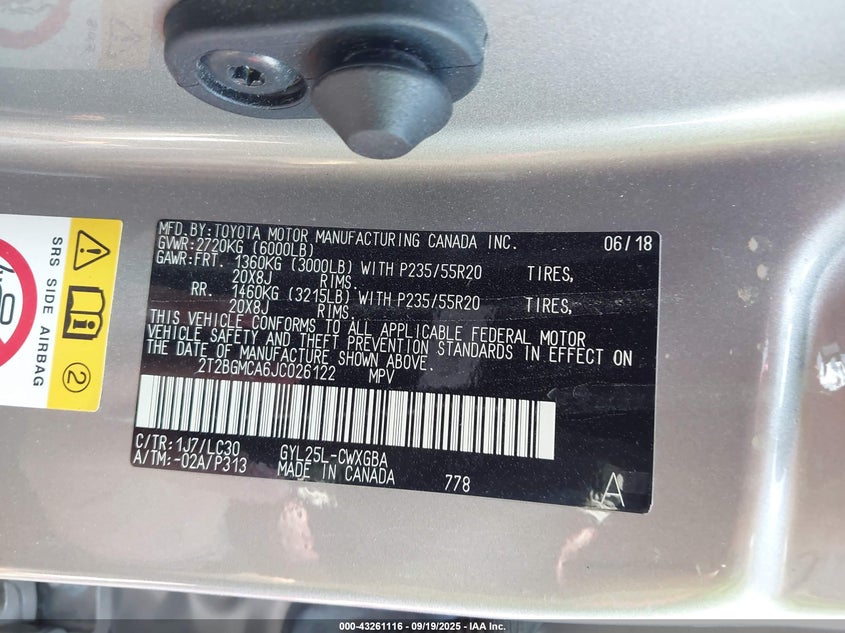 MFD.BY:TOYOTA MOTOR MANUFACTURING CANADA INC. 06/18
GVWR:2720KG (6000LB)
GAWR:FRT. 1360KG (3000LB) WITH P235/55R20 TIRES,
20X8J RIMS.
RR. 1460KG (3215LB) WITH P235/55R20 TIRES,
20X8J RIMS.
THIS VEHICLE CONFORMS TO ALL APPLICABLE FEDERAL MOTOR
VEHICLE SAFETY AND THEFT PREVENTION STANDARDS IN EFFECT ON
THE DATE OF MANUFACTURE SHOWN ABOVE.
2T2BGMCA6JC026122 MPV
C/TR:1J7/LC30 GYL25L-CWXGBA
A/TM:-02A/P313 MADE IN CANADA 778 A
SRS SIDE AIRBAG
2
000-43261116 - 09/19/2025 - IAA Inc.